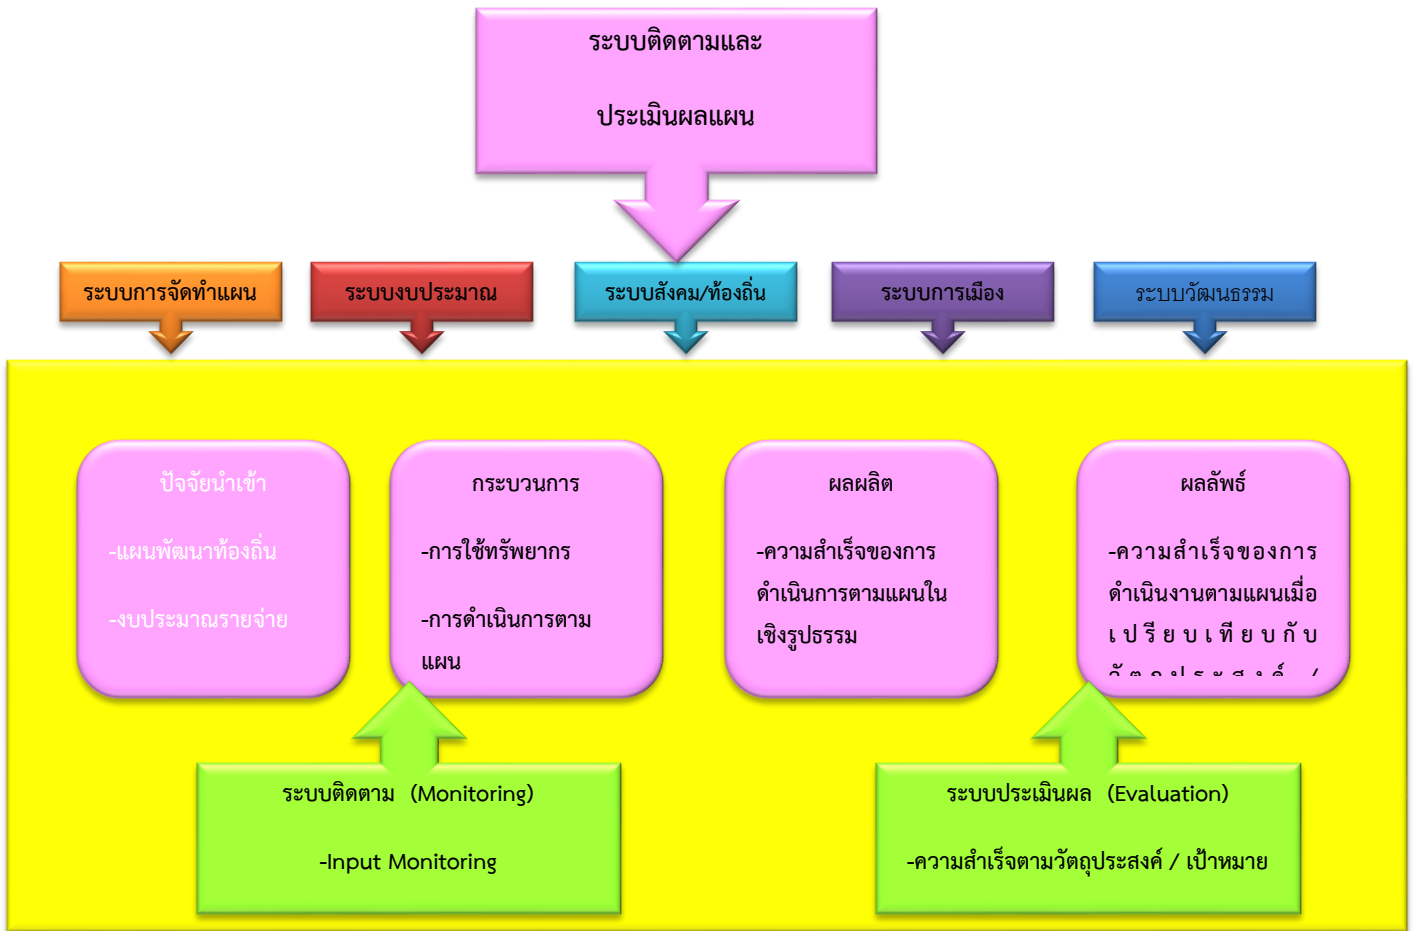 ระบบติดตามและ
ประเมินผลแผน
ระบบการจัดทำแผน
ระบบงบประมาณ
ระบบสังคม/ท้องถิ่น
ระบบการเมือง
ระบบวัฒนธรรม
ปัจจัยนำเข้า
-แผนพัฒนาท้องถิ่น
-งบประมาณรายจ่าย
กระบวนการ
-การใช้ทรัพยากร
-การดำเนินการตาม
แผน
ผลผลิต
-ความสำเร็จของการ
ดำเนินการตามแผนใน
เชิงรูปธรรม
ผลลัพธ์
-ความสำเร็จของการ
ดำเนินงานตามแผนเมื่อ
เปรียบเทียบกับ
วัตถุประสงค์ /
ระบบติดตาม (Monitoring)
-Input Monitoring
ระบบประเมินผล (Evaluation)
-ความสำเร็จตามวัตถุประสงค์ / เป้าหมาย